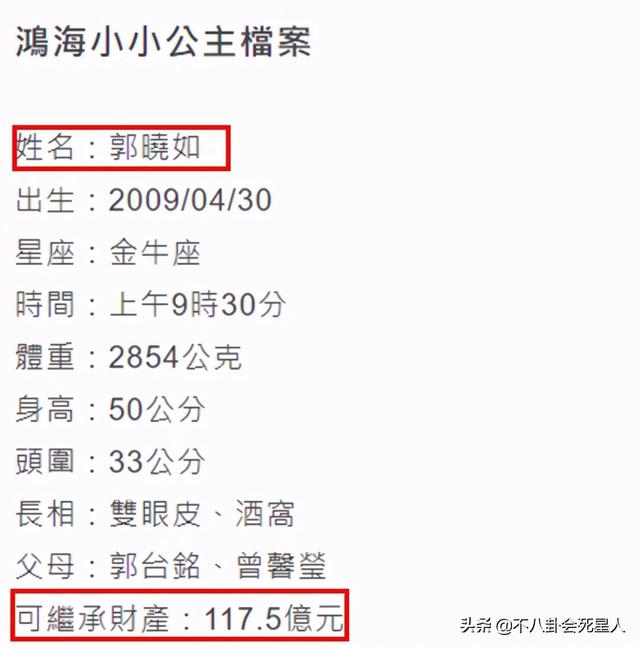 鴻海小小公主檔案
姓名：郭曉如
出生：2009/04/30
星座：金牛座
時間：上午9時30分
體重：2854公克
身高：50公分
頭圍：33公分
長相：雙眼皮、酒窩
父母：郭台銘、曾馨瑩
可繼承財產：117.5億元
头条 @不八卦会死星人